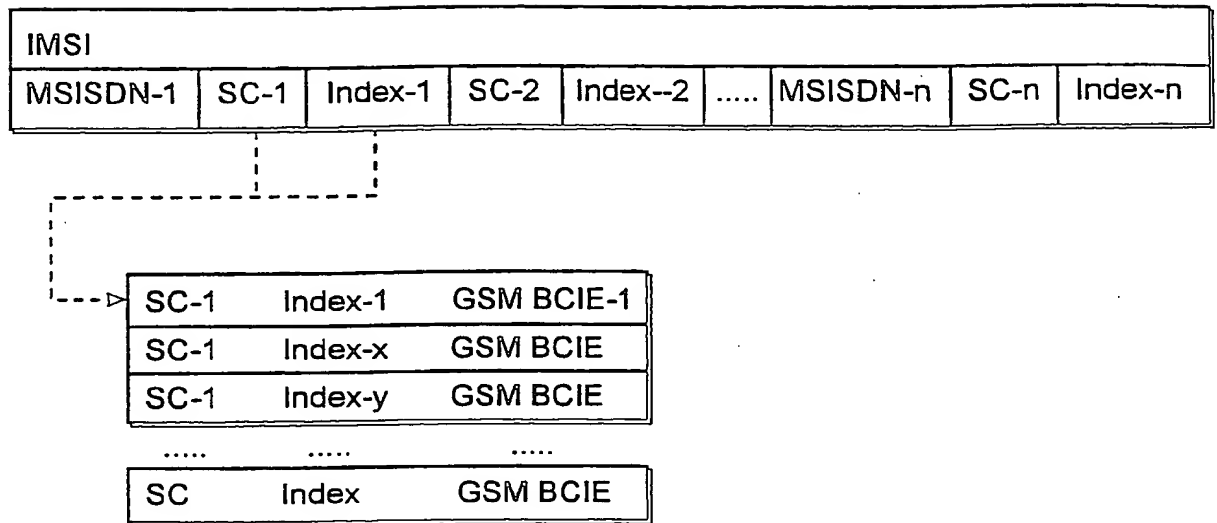 IMSI
MSISDN-1 SC-1 Index-1 SC-2 Index--2 ..... MSISDN-n SC-n Index-n
SC-1 Index-1 GSM BCIE-1
SC-1 Index-x GSM BCIE
SC-1 Index-y GSM BCIE
..... ..... .....
SC Index GSM BCIE